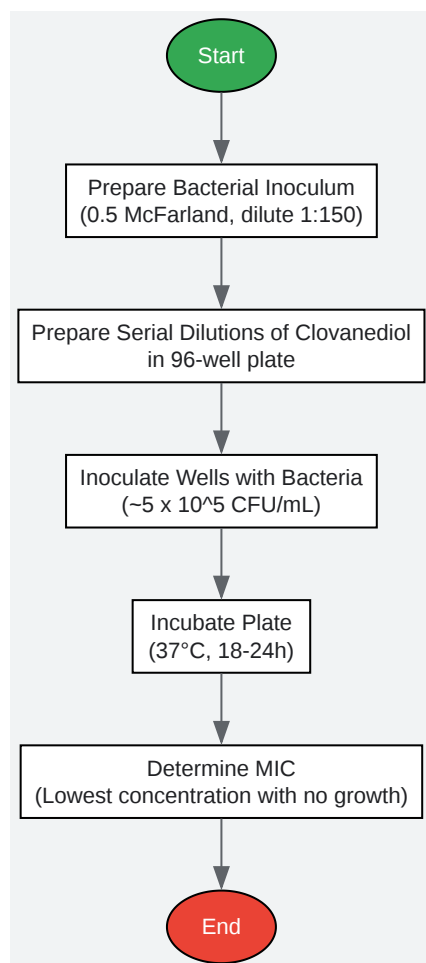 Start
Prepare Bacterial Inoculum
(0.5 McFarland, dilute 1:150)
Prepare Serial Dilutions of Clovanediol
in 96-well plate
Inoculate Wells with Bacteria
(~5 x 10^5 CFU/mL)
Incubate Plate
(37°C, 18-24h)
Determine MIC
(Lowest concentration with no growth)
End